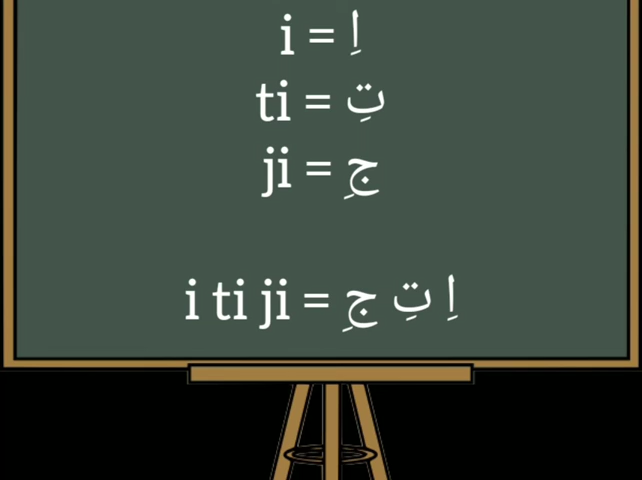 i = اِ
ti = تِ
ji = جِ
i ti ji = اِ تِ جِ